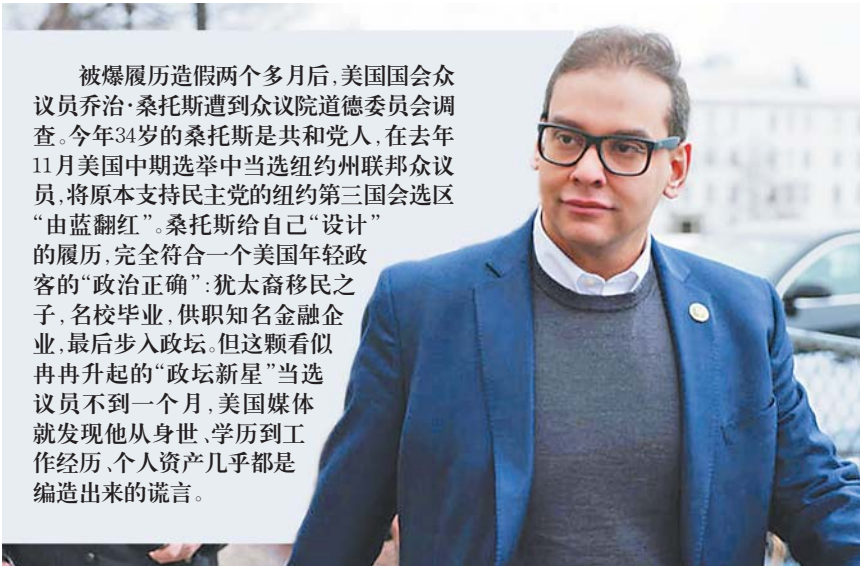 被爆履历造假两个多月后,美国国会众
议员乔治·桑托斯遭到众议院道德委员会调
查。今年34岁的桑托斯是共和党人,在去年
11月美国中期选举中当选纽约州联邦众议
员,将原本支持民主党的纽约第三国会选区
“由蓝翻红”。桑托斯给自己“设计”
的履历,完全符合一个美国年轻政
客的“政治正确”:犹太裔移民之
子,名校毕业,供职知名金融企
业,最后步入政坛。但这颗看似
冉冉升起的“政坛新星”当选
议员不到一个月,美国媒体
就发现他从身世、学历到工
作经历、个人资产几乎都是
编造出来的谎言。